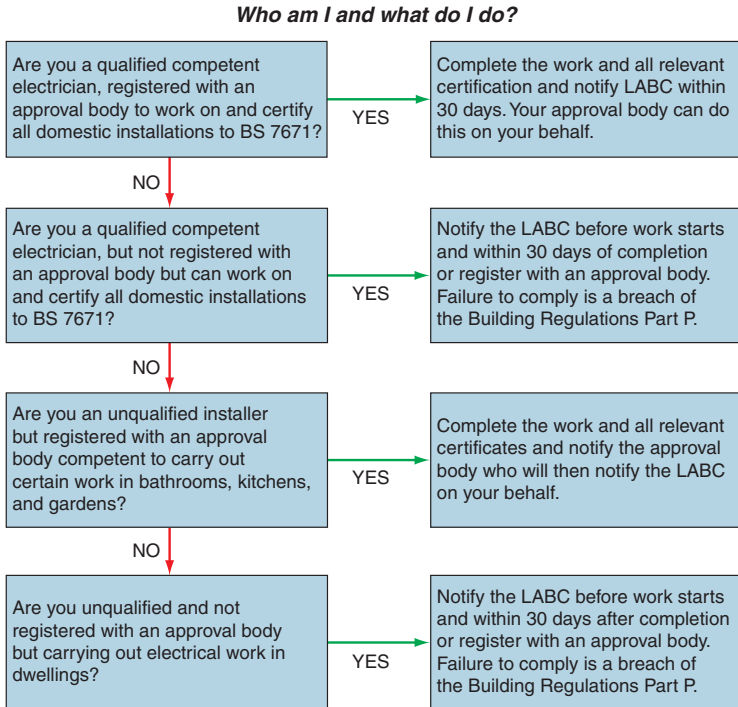 Who am I and what do I do?
Are you a qualified competent
electrician, registered with an
approval body to work on and certify
all domestic installations to BS 7671?
YES
Complete the work and all relevant
certification and notify LABC within
30 days. Your approval body can do
this on your behalf.
NO
Are you a qualified competent
electrician, but not registered with
an approval body but can work on
and certify all domestic installations
to BS 7671?
YES
Notify the LABC before work starts
and within 30 days of completion
or register with an approval body.
Failure to comply is a breach of
the Building Regulations Part P.
NO
Are you an unqualified installer
but registered with an approval
body competent to carry out
certain work in bathrooms, kitchens,
and gardens?
YES
Complete the work and all relevant
certificates and notify the approval
body who will then notify the LABC
on your behalf.
NO
Are you unqualified and not
registered with an approval body
but carrying out electrical work in
dwellings?
YES
Notify the LABC before work starts
and within 30 days after completion
or register with an approval body.
Failure to comply is a breach of
the Building Regulations Part P.